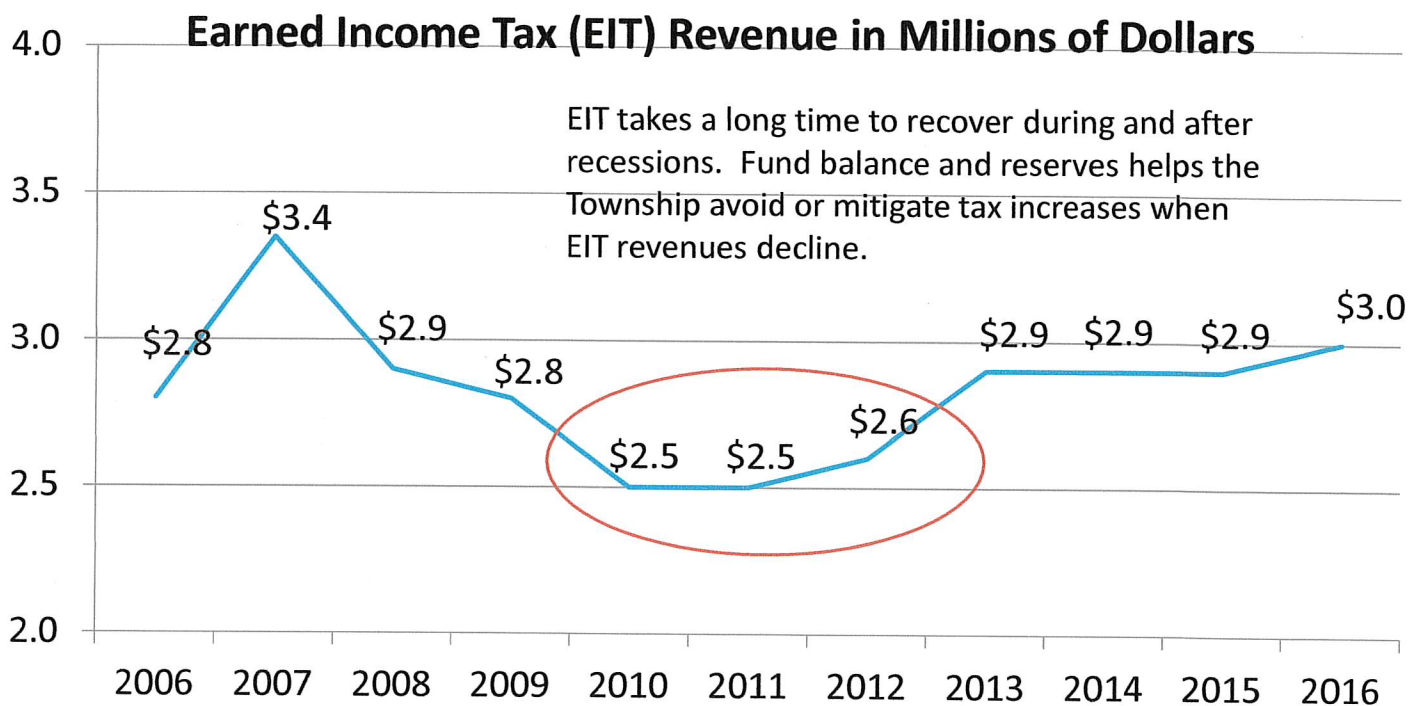 Earned Income Tax (EIT) Revenue in Millions of Dollars
4.0
EIT takes a long time to recover during and after
recessions. Fund balance and reserves helps the
Township avoid or mitigate tax increases when
EIT revenues decline.
3.5
$3.4
3.0
$2.8
$2.9
$2.8
$2.5
$2.5
$2.6
$2.9
$2.9
$2.9
$3.0
2.5
2.0
2006 2007 2008 2009 2010 2011 2012 2013 2014 2015 2016